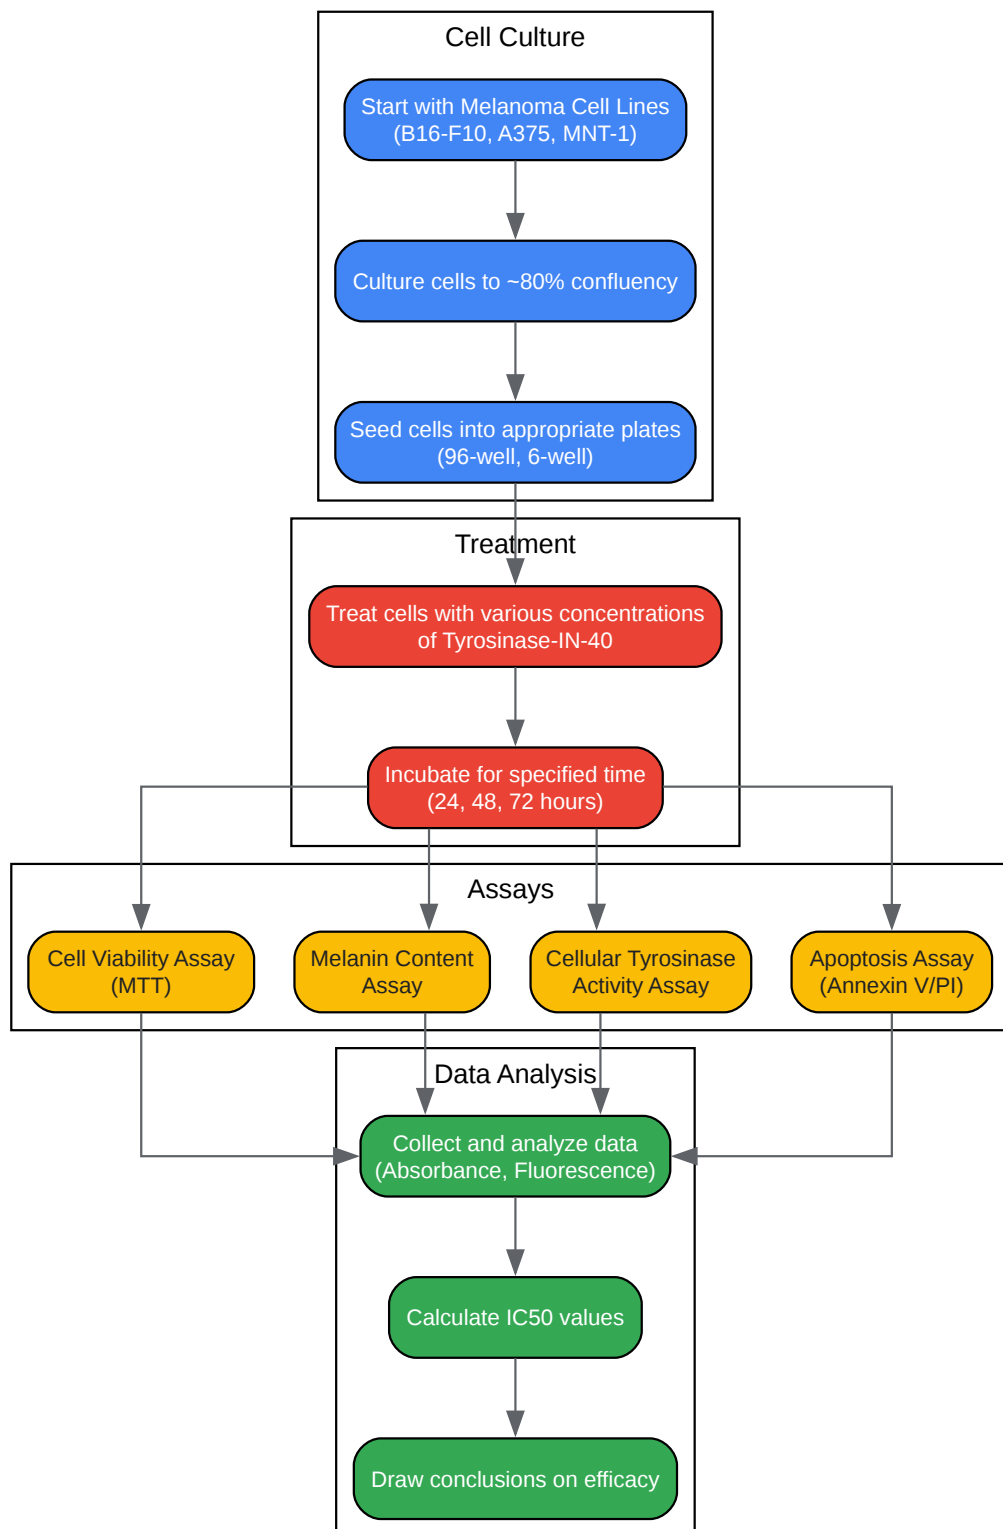 Cell Culture
Start with Melanoma Cell Lines
(B16-F10, A375, MNT-1)
Culture cells to ~80% confluency
Seed cells into appropriate plates
(96-well, 6-well)
Treatment
Treat cells with various concentrations
of Tyrosinase-IN-40
Incubate for specified time
(24, 48, 72 hours)
Assays
Cell Viability Assay
(MTT)
Melanin Content
Assay
Cellular Tyrosinase
Activity Assay
Apoptosis Assay
(Annexin V/PI)
Data Analysis
Collect and analyze data
(Absorbance, Fluorescence)
Calculate IC50 values
Draw conclusions on efficacy